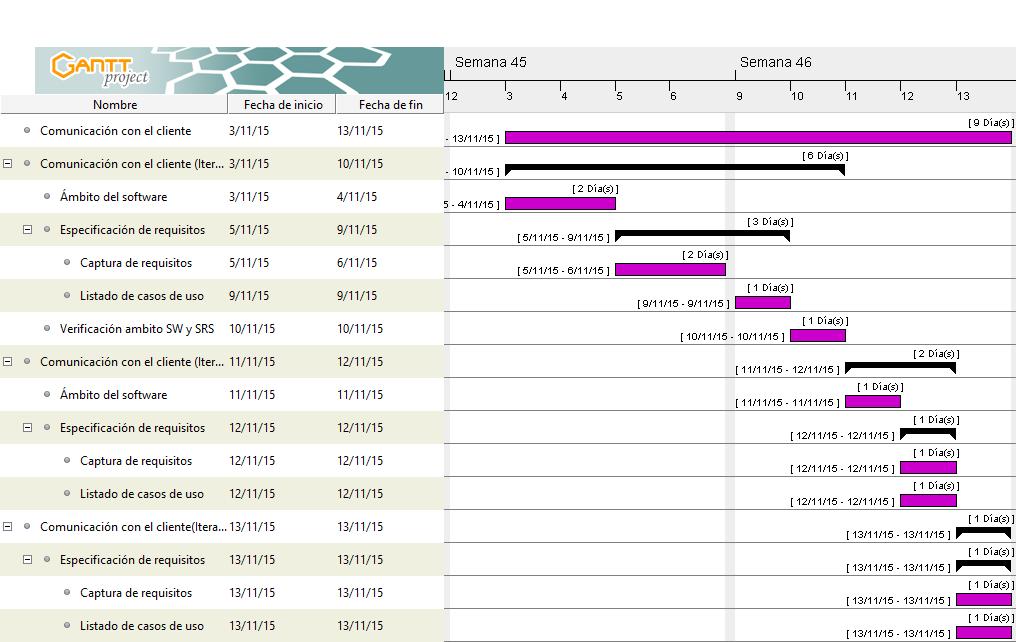 GANTT
project
Semana 45 Semana 46
12 3 4 5 6 9 10 11 12 13
Nombre Fecha de inicio Fecha de fin
Comunicación con el cliente 3/11/15 13/11/15 - 13/11/15 ] [ 9 Día(s) ]
Comunicación con el cliente (Iter... 3/11/15 10/11/15 - 10/11/15 ] [ 6 Día(s) ]
Ámbito del software 3/11/15 4/11/15 5 - 4/11/15 ] [ 2 Día(s) ]
Especificación de requisitos 5/11/15 9/11/15 [ 5/11/15 - 9/11/15 ] [ 3 Día(s) ]
Captura de requisitos 5/11/15 6/11/15 [ 5/11/15 - 6/11/15 ] [ 2 Día(s) ]
Listado de casos de uso 9/11/15 9/11/15 [ 9/11/15 - 9/11/15 ] [ 1 Día(s) ]
Verificación ambito SW y SRS 10/11/15 10/11/15 [ 10/11/15 - 10/11/15 ] [ 1 Día(s) ]
Comunicación con el cliente (Iter... 11/11/15 12/11/15 [ 11/11/15 - 12/11/15 ] [ 2 Día(s) ]
Ámbito del software 11/11/15 11/11/15 [ 11/11/15 - 11/11/15 ] [ 1 Día(s) ]
Especificación de requisitos 12/11/15 12/11/15 [ 12/11/15 - 12/11/15 ] [ 1 Día(s) ]
Captura de requisitos 12/11/15 12/11/15 [ 12/11/15 - 12/11/15 ] [ 1 Día(s) ]
Listado de casos de uso 12/11/15 12/11/15 [ 12/11/15 - 12/11/15 ] [ 1 Día(s) ]
Comunicación con el cliente(Itera... 13/11/15 13/11/15 [ 13/11/15 - 13/11/15 ] [ 1 Día(s) ]
Especificación de requisitos 13/11/15 13/11/15 [ 13/11/15 - 13/11/15 ] [ 1 Día(s) ]
Captura de requisitos 13/11/15 13/11/15 [ 13/11/15 - 13/11/15 ] [ 1 Día(s) ]
Listado de casos de uso 13/11/15 13/11/15 [ 13/11/15 - 13/11/15 ] [ 1 Día(s) ]